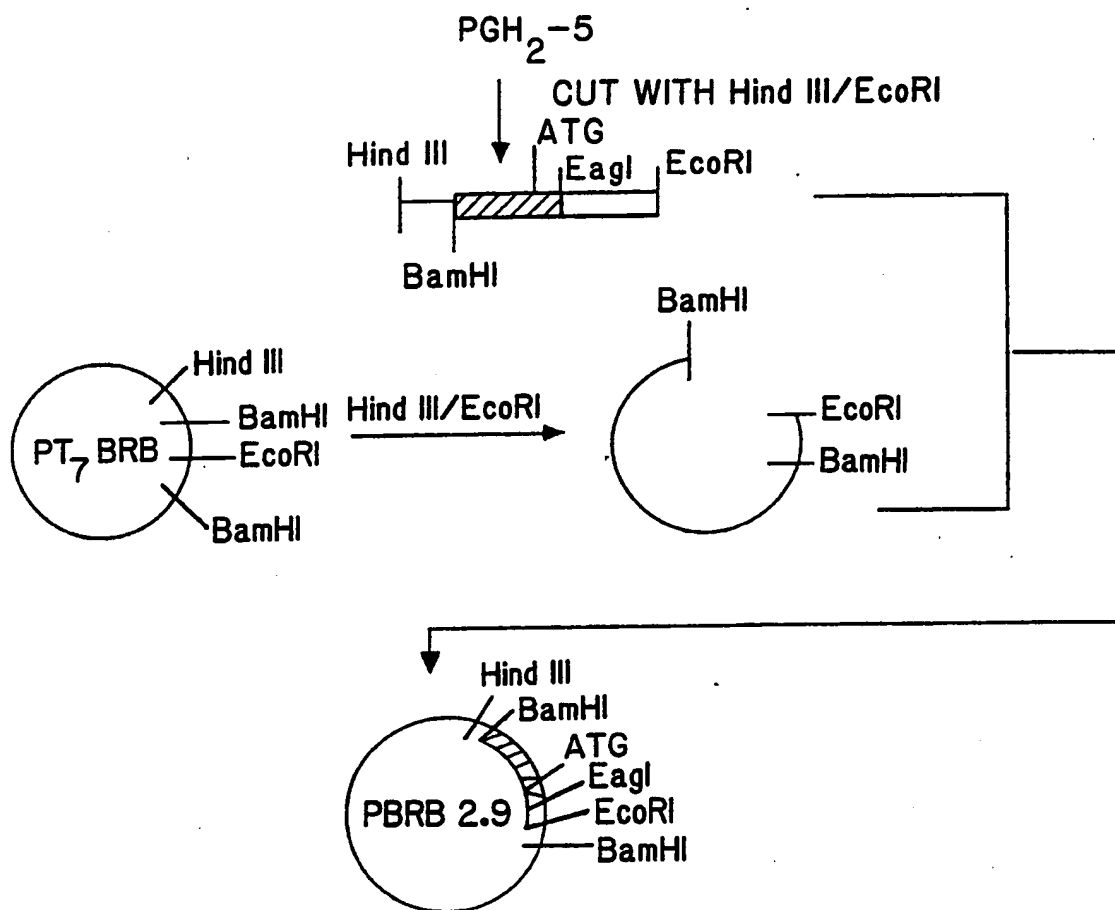 PGH2-5
CUT WITH Hind III/EcoRI
ATG
Hind III
EagI
EcoRI
BamHI
BamHI
Hind III
BamHI
Hind III/EcoRI
EcoRI
PT7 BRB
EcoRI
BamHI
BamHI
Hind III
BamHI
ATG
EagI
PBRB 2.9
EcoRI
BamHI